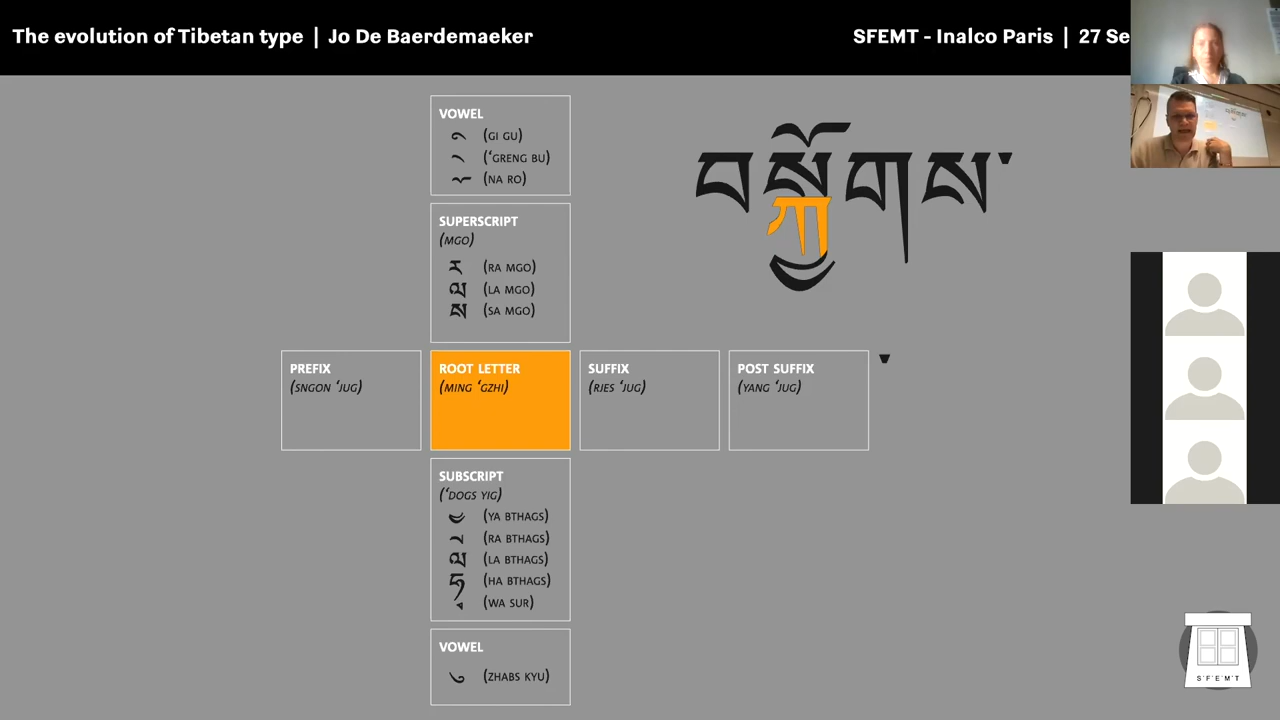 The evolution of Tibetan type | Jo De Baerdemaeker
SFEMT - Inalco Paris | 27 Se
བསྐྱོགས་
VOWEL
ི (GI GU)
ེ (‘GRENG BU)
ོ (NA RO)
SUPERSCRIPT
(MGO)
ར (RA MGO)
ལ (LA MGO)
ས (SA MGO)
PREFIX
(SNGON ‘JUG)
ROOT LETTER
(MING ‘GZHI)
SUFFIX
(RJES ‘JUG)
POST SUFFIX
(YANG ‘JUG)
་
SUBSCRIPT
(‘DOGS YIG)
ྱ (YA BTHAGS)
ྲ (RA BTHAGS)
ལ (LA BTHAGS)
ཧ (HA BTHAGS)
ྭ (WA SUR)
VOWEL
ུ (ZHABS KYU)
S·F·E·M·T